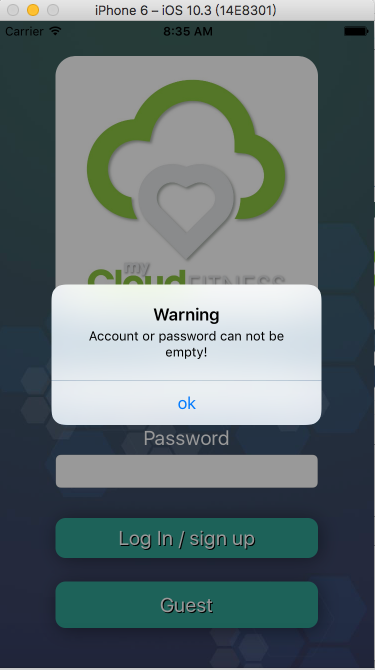 iPhone 6 – iOS 10.3 (14E8301)
Carrier 8:35 AM
my
Cloud FITNESS
Warning
Account or password can not be
empty!
ok
Password
Log In / sign up
Guest